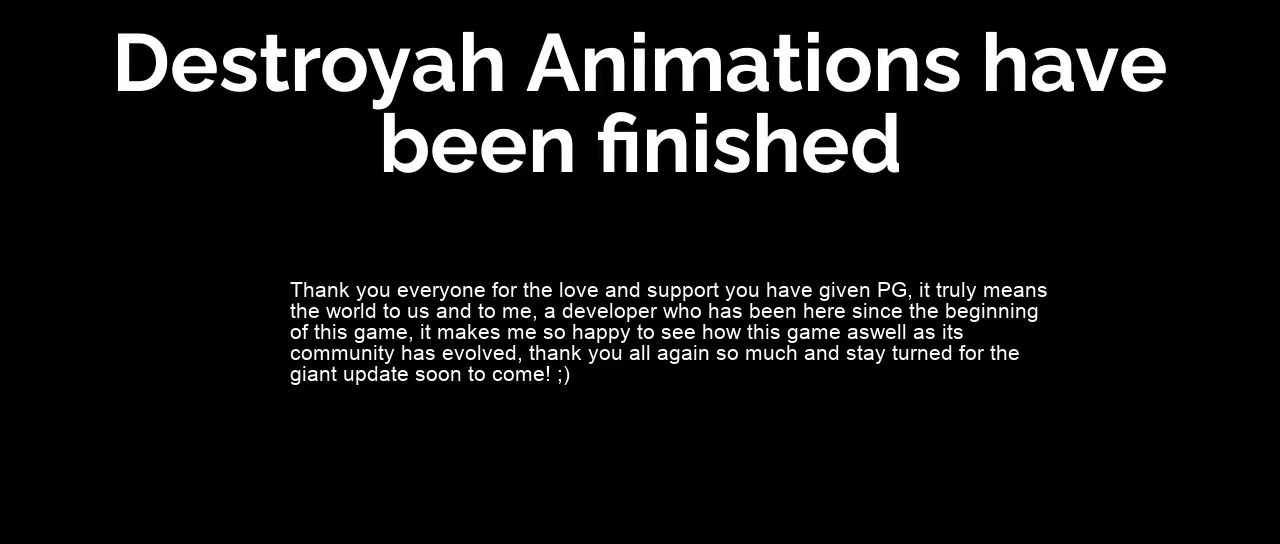 Destroyah Animations have
been finished
Thank you everyone for the love and support you have given PG, it truly means
the world to us and to me, a developer who has been here since the beginning
of this game, it makes me so happy to see how this game aswell as its
community has evolved, thank you all again so much and stay turned for the
giant update soon to come! ;)